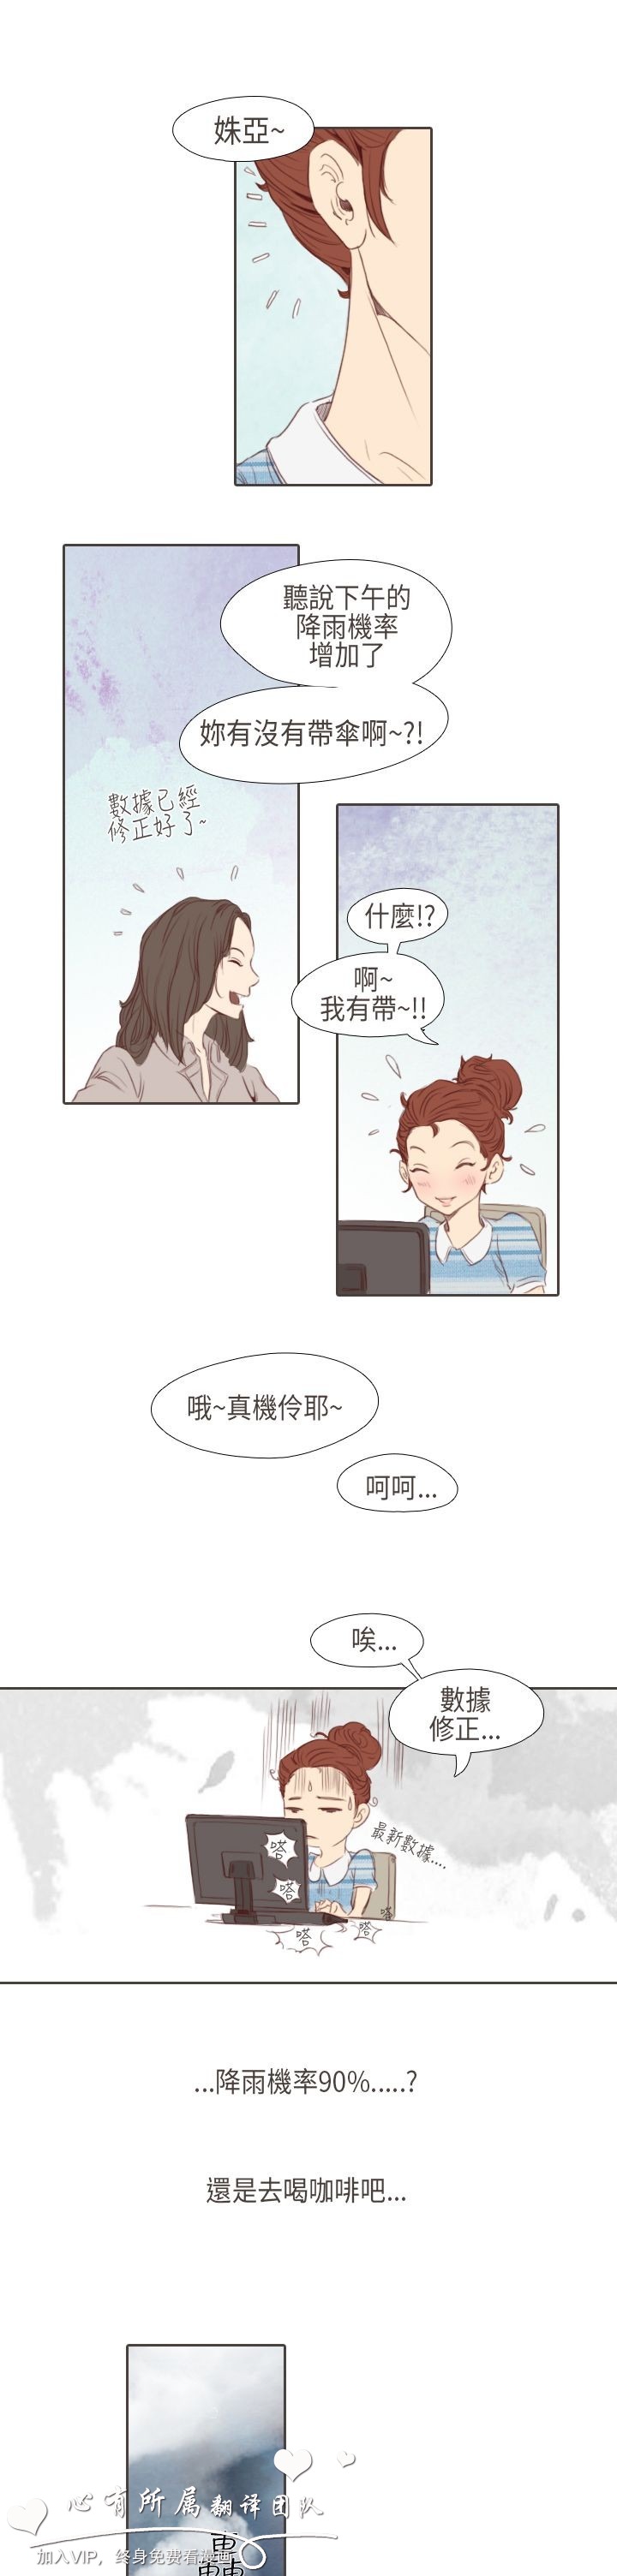 姝亞~
聽說下午的
降雨機率
增加了
妳有沒有帶傘啊~?!
數據已經
修正好了~
什麼!?
啊~
我有帶~!!
哦~真機伶耶~
呵呵...
唉...
數據
修正...
最新數據....
嗒
嗒
嗒
嗒
嗒
...降雨機率90%.....?
還是去喝咖啡吧...
心有所属翻译团队
轟
加入VIP，终身免费看漫画